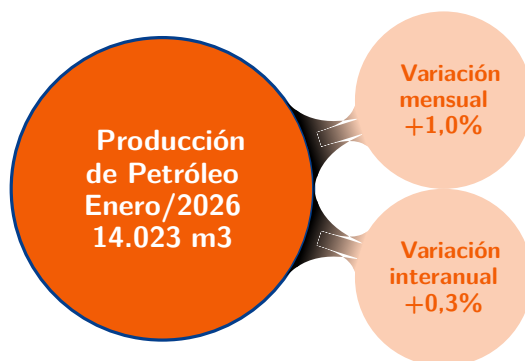 Producción
de Petróleo
Enero/2026
14.023 m3
Variación
mensual
+1,0%
Variación
interanual
+0,3%